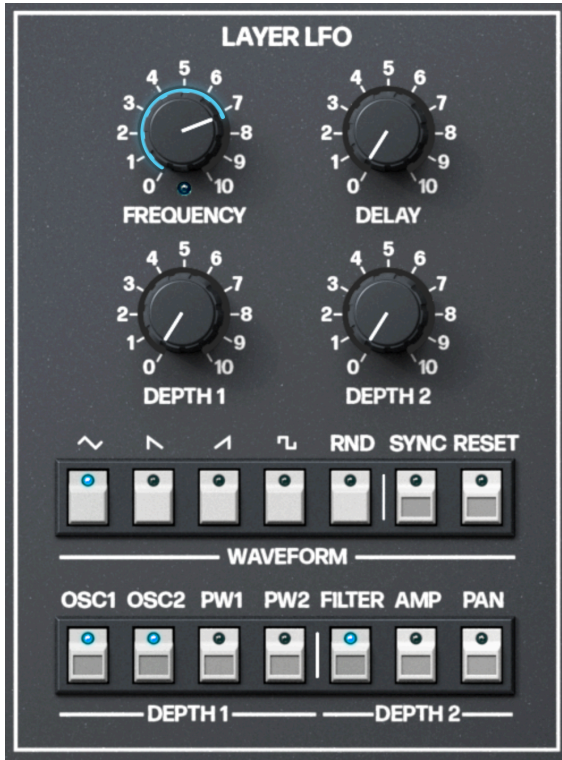 LAYER LFO
0 1 2 3 4 5 6 7 8 9 10
FREQUENCY
0 1 2 3 4 5 6 7 8 9 10
DELAY
0 1 2 3 4 5 6 7 8 9 10
DEPTH 1
0 1 2 3 4 5 6 7 8 9 10
DEPTH 2
RND SYNC RESET
WAVEFORM
OSC1 OSC2 PW1 PW2 FILTER AMP PAN
DEPTH 1 DEPTH 2